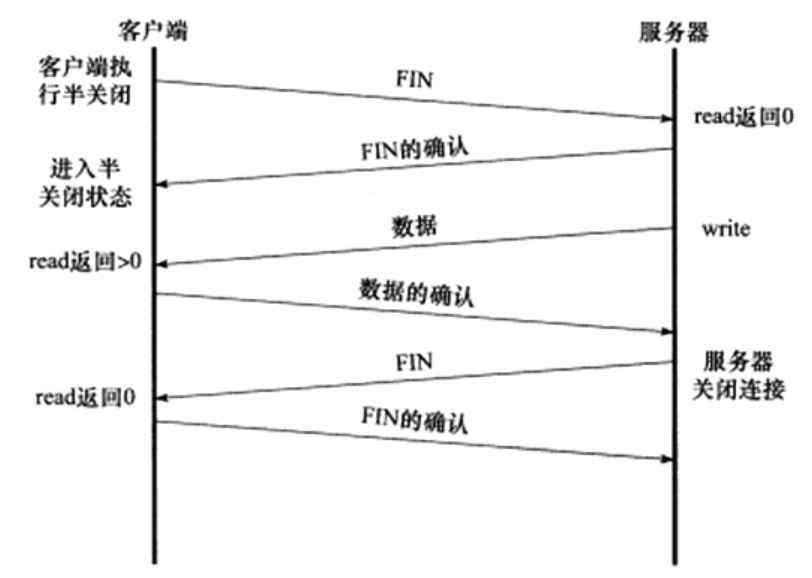 客户端
服务器
客户端执
行半关闭
FIN
read返回0
FIN的确认
进入半
关闭状态
数据
write
read返回>0
数据的确认
FIN
服务器
关闭连接
read返回0
FIN的确认